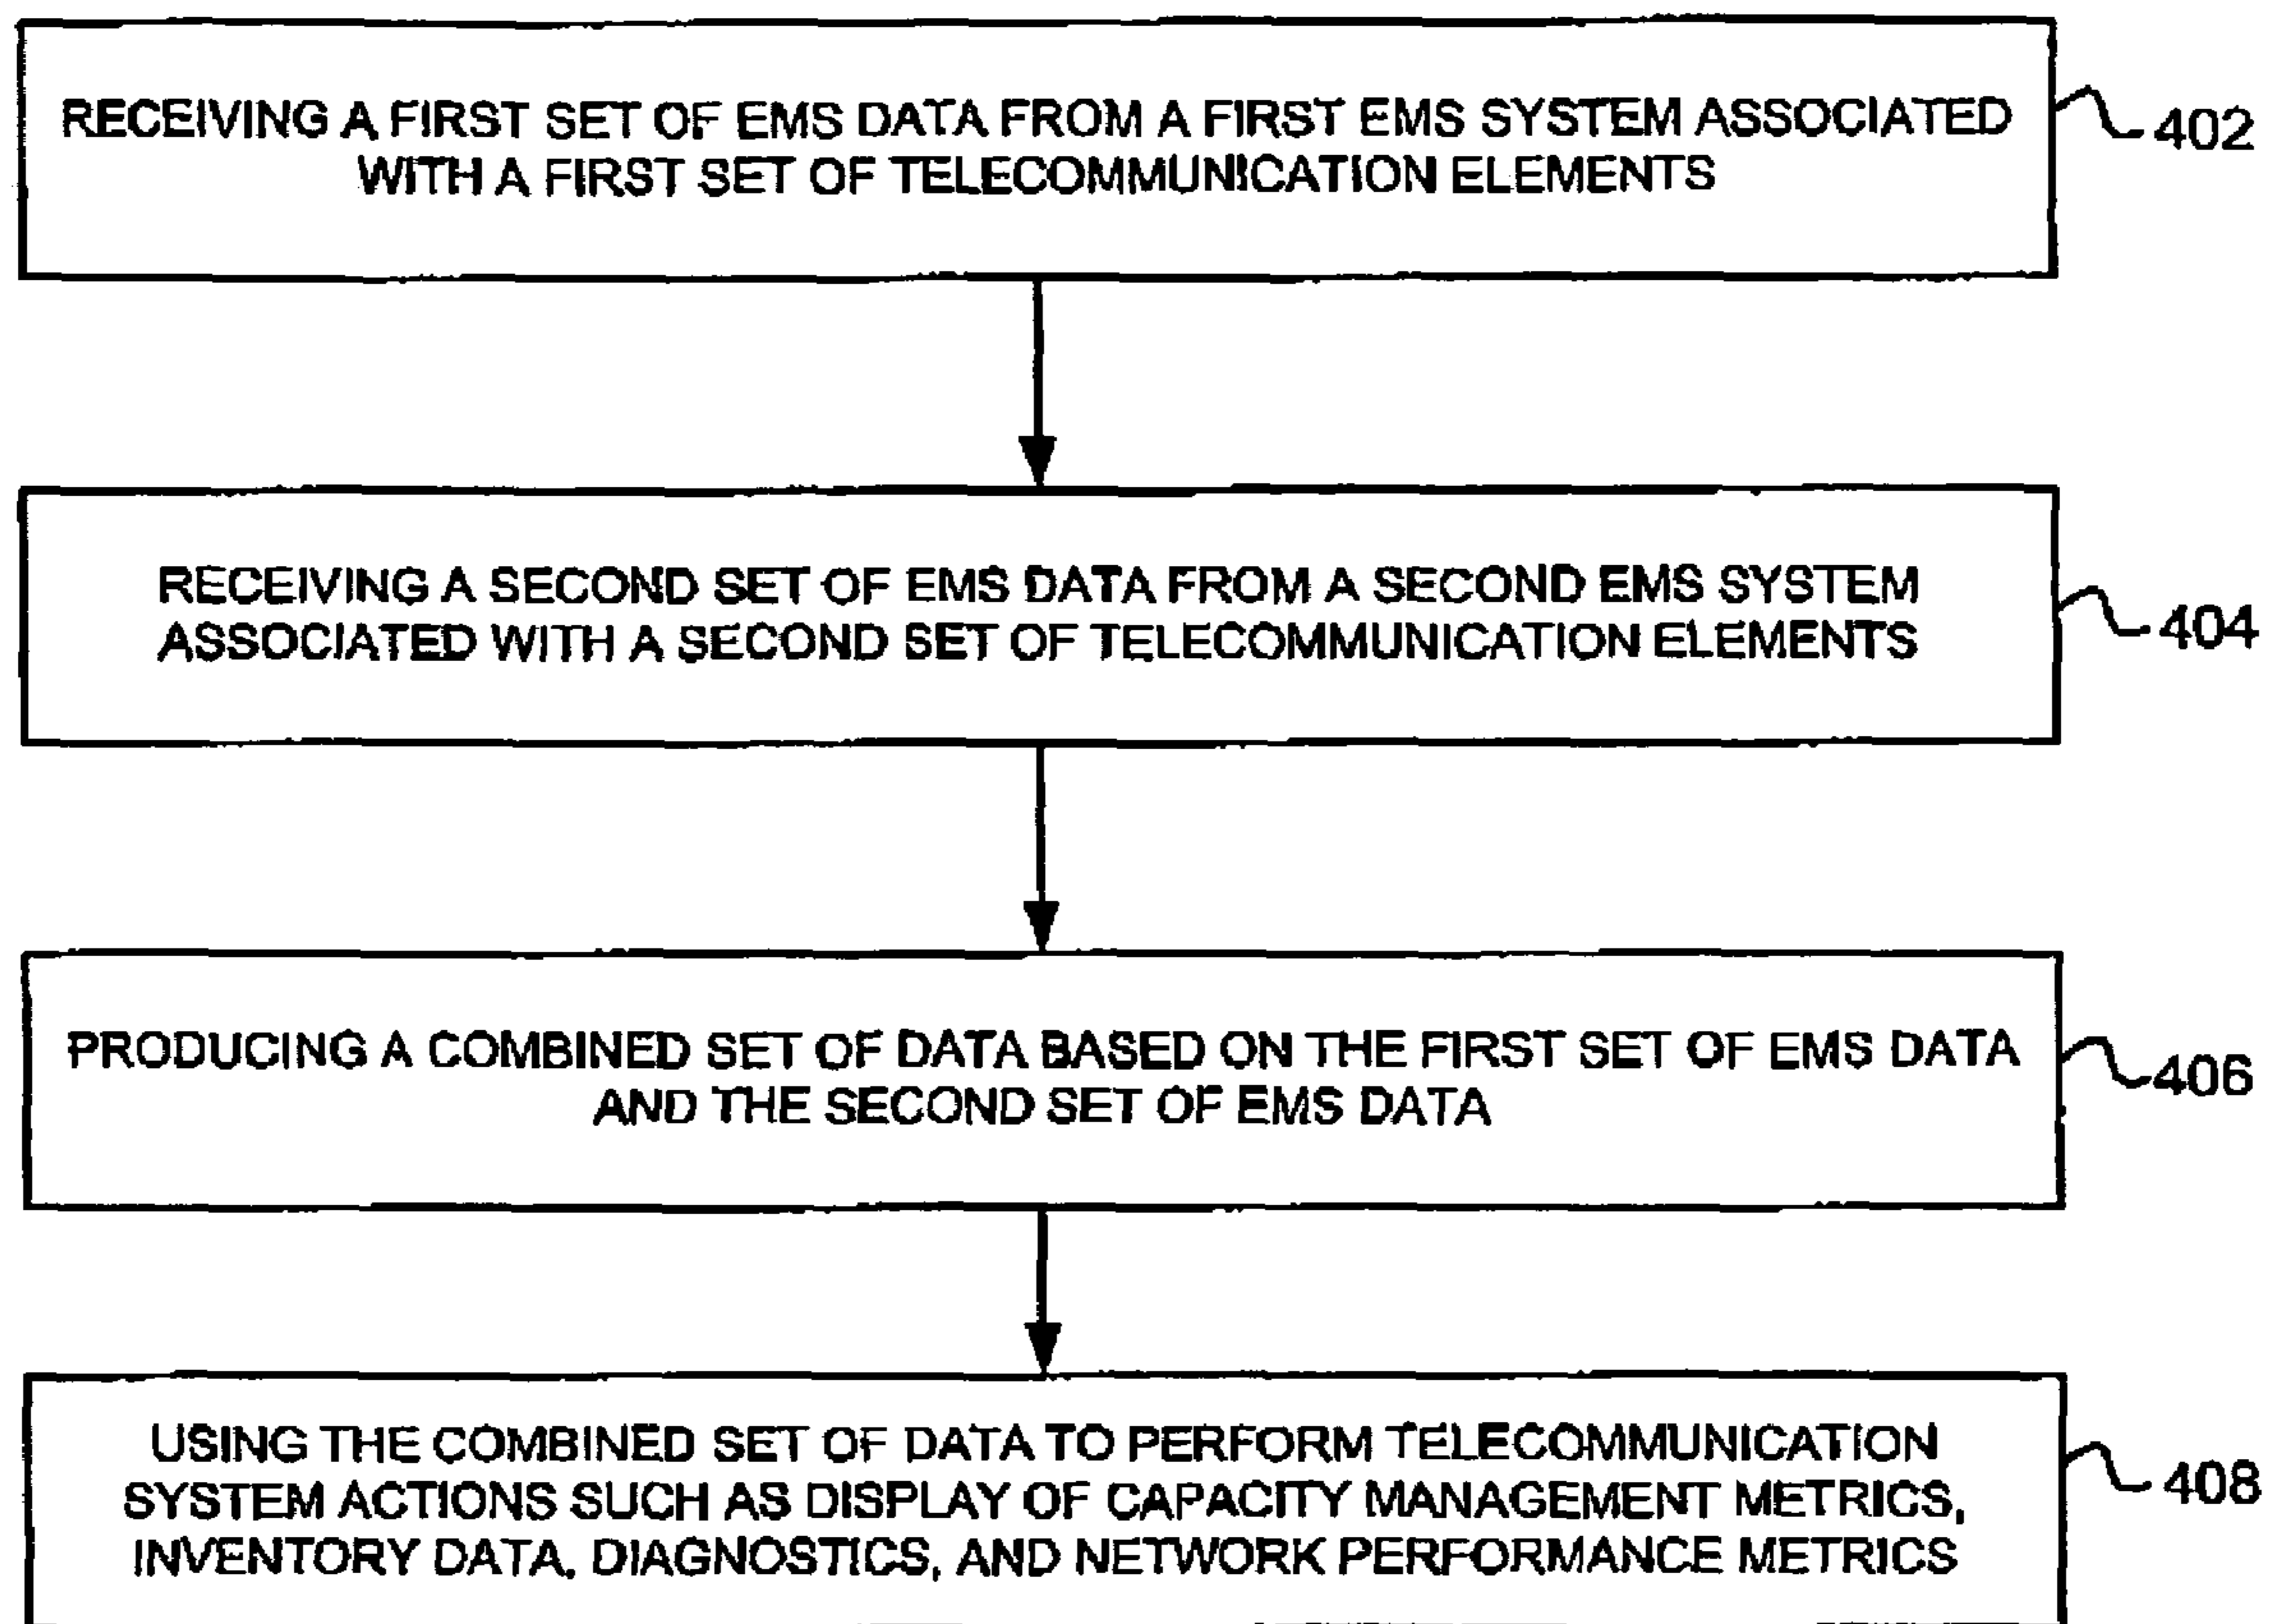 RECEIVING A FIRST SET OF EMS DATA FROM A FIRST EMS SYSTEM ASSOCIATED
WITH A FIRST SET OF TELECOMMUNICATION ELEMENTS
402
RECEIVING A SECOND SET OF EMS DATA FROM A SECOND EMS SYSTEM
ASSOCIATED WITH A SECOND SET OF TELECOMMUNICATION ELEMENTS
404
PRODUCING A COMBINED SET OF DATA BASED ON THE FIRST SET OF EMS DATA
AND THE SECOND SET OF EMS DATA
406
USING THE COMBINED SET OF DATA TO PERFORM TELECOMMUNICATION
SYSTEM ACTIONS SUCH AS DISPLAY OF CAPACITY MANAGEMENT METRICS,
INVENTORY DATA, DIAGNOSTICS, AND NETWORK PERFORMANCE METRICS
408